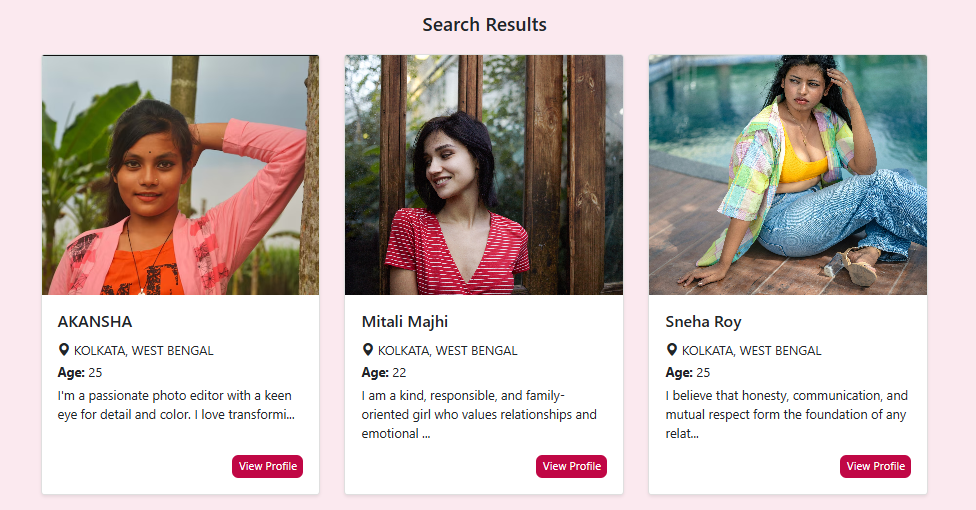 Search Results
AKANSHA
KOLKATA, WEST BENGAL
Age: 25
I'm a passionate photo editor with a keen
eye for detail and color. I love transformi...
View Profile
Mitali Majhi
KOLKATA, WEST BENGAL
Age: 22
I am a kind, responsible, and family-
oriented girl who values relationships and
emotional ...
View Profile
Sneha Roy
KOLKATA, WEST BENGAL
Age: 25
I believe that honesty, communication, and
mutual respect form the foundation of any
relat...
View Profile